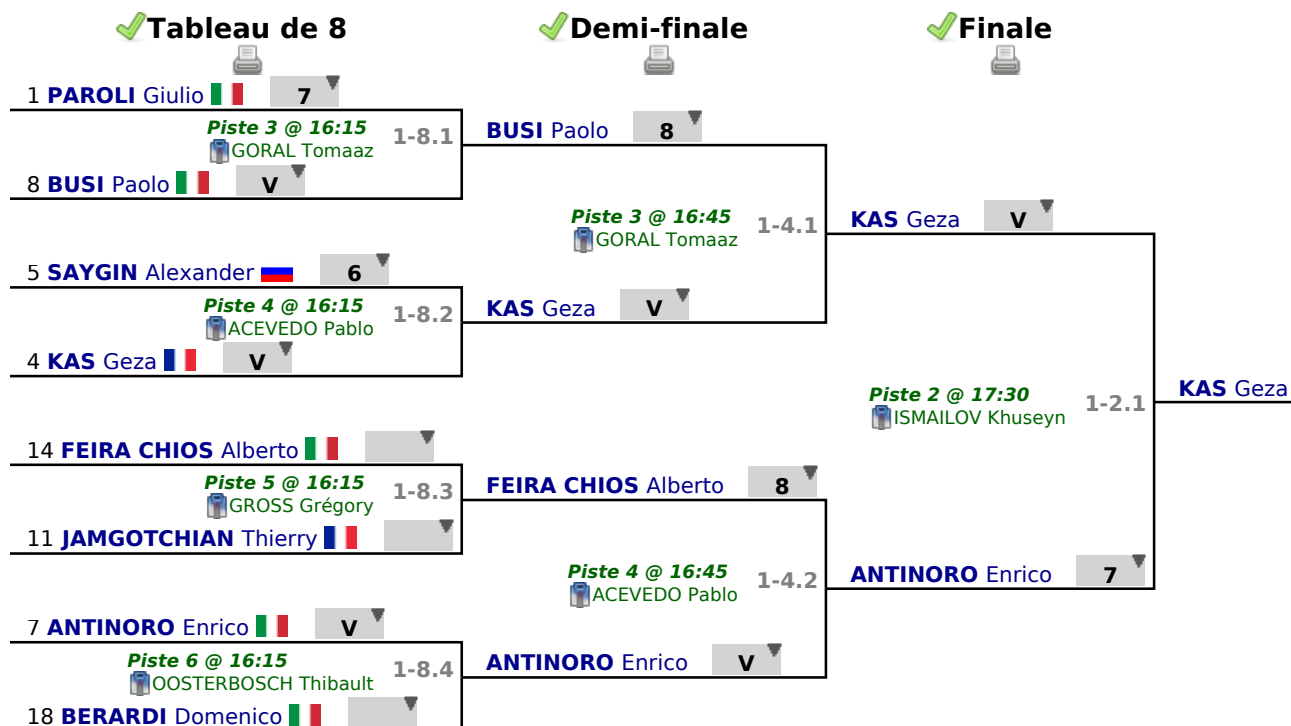 Tableau de 8
Demi-finale
Finale
1 PAROLI Giulio 7
Piste 3 @ 16:15
GORAL Tomaaz
1-8.1
8 BUSI Paolo V
5 SAYGIN Alexander 6
Piste 4 @ 16:15
ACEVEDO Pablo
1-8.2
4 KAS Geza V
14 FEIRA CHIOS Alberto
Piste 5 @ 16:15
GROSS Grégory
1-8.3
11 JAMGOTCHIAN Thierry
7 ANTINORO Enrico V
Piste 6 @ 16:15
OOSTERBOSCH Thibault
1-8.4
18 BERARDI Domenico
BUSI Paolo 8
Piste 3 @ 16:45
GORAL Tomaaz
1-4.1
KAS Geza V
FEIRA CHIOS Alberto 8
Piste 4 @ 16:45
ACEVEDO Pablo
1-4.2
ANTINORO Enrico V
KAS Geza V
Piste 2 @ 17:30
ISMAILOV Khuseyn
1-2.1
ANTINORO Enrico 7
KAS Geza